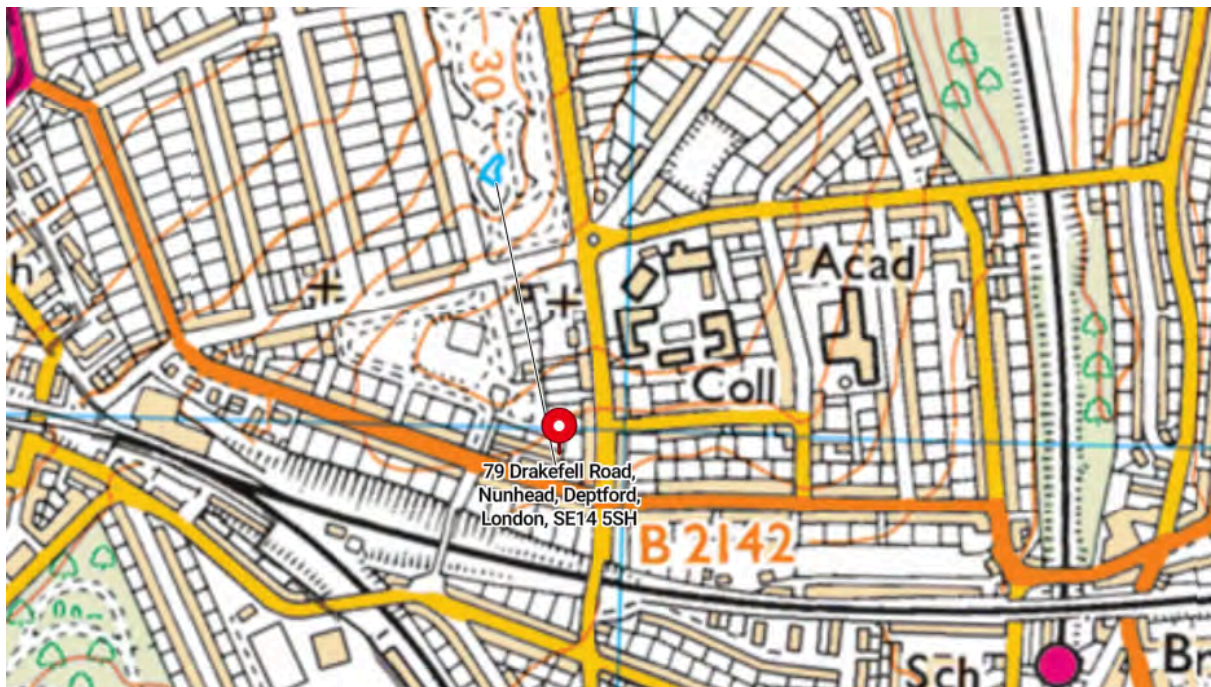 30
h
Acad
Coll
79 Drakefell Road,
Nunhead, Deptford,
London, SE14 5SH
B 2142
Sch
Br